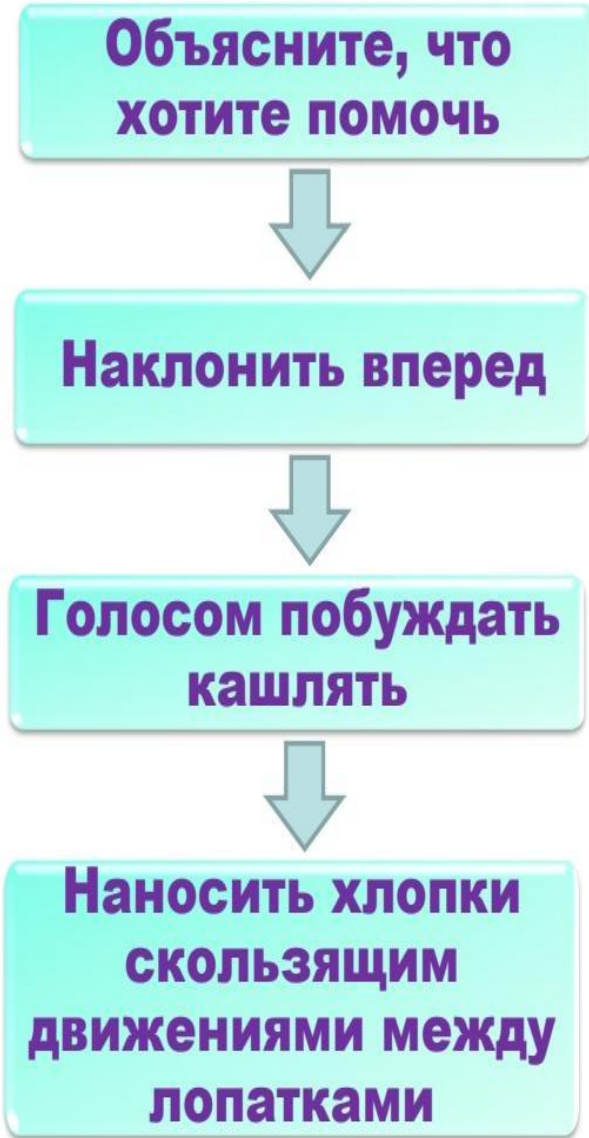 Объясните, что
хотите помочь
Наклонить вперед
Голосом побуждать
кашлять
Наносить хлопки
скользящим
движениями между
лопатками